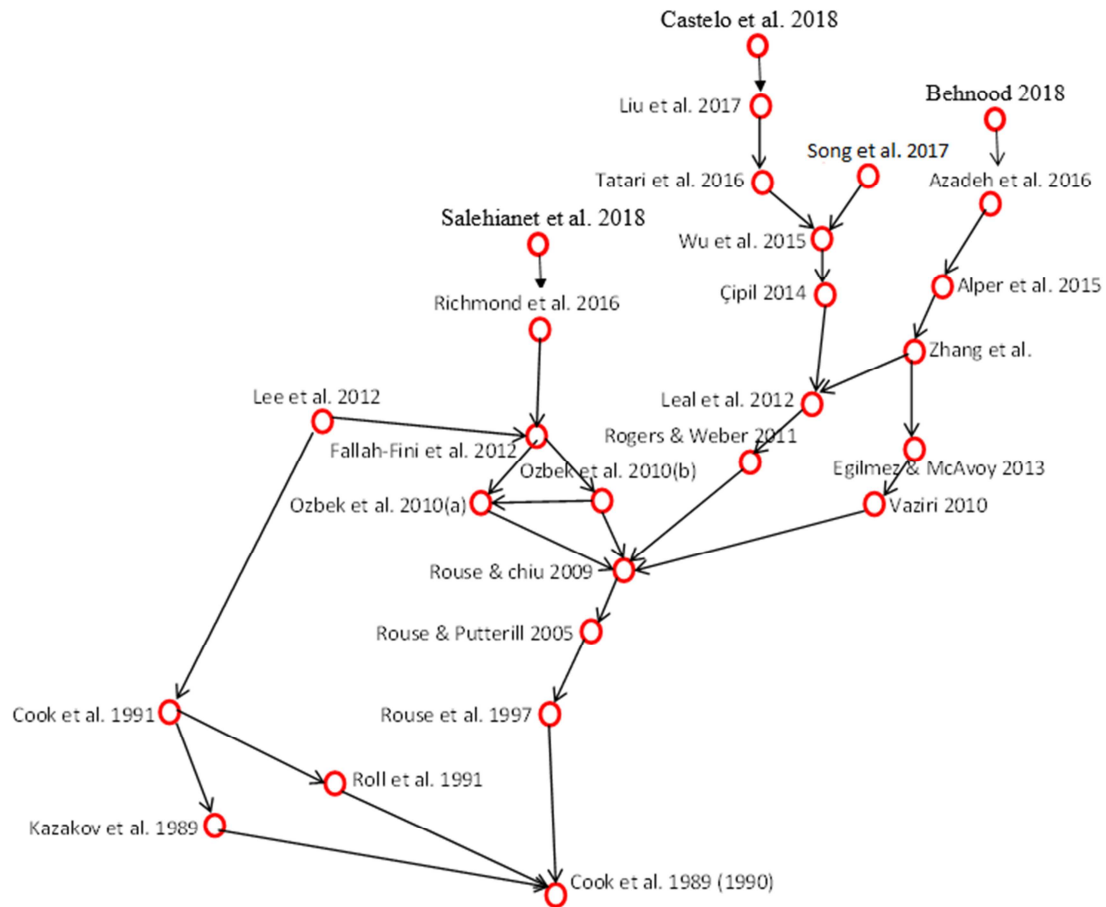 Castelo et al. 2018
Liu et al. 2017
Behnood 2018
Song et al. 2017
Tatari et al. 2016
Azadeh et al. 2016
Salehianet et al. 2018
Wu et al. 2015
Çipil 2014
Alper et al. 2015
Richmond et al. 2016
Zhang et al.
Lee et al. 2012
Leal et al. 2012
Rogers & Weber 2011
Fallah-Fini et al. 2012
Ozbek et al. 2010(b)
Egilmez & McAvoy 2013
Ozbek et al. 2010(a)
Vaziri 2010
Rouse & chiu 2009
Rouse & Putterill 2005
Cook et al. 1991
Rouse et al. 1997
Roll et al. 1991
Kazakov et al. 1989
Cook et al. 1989 (1990)